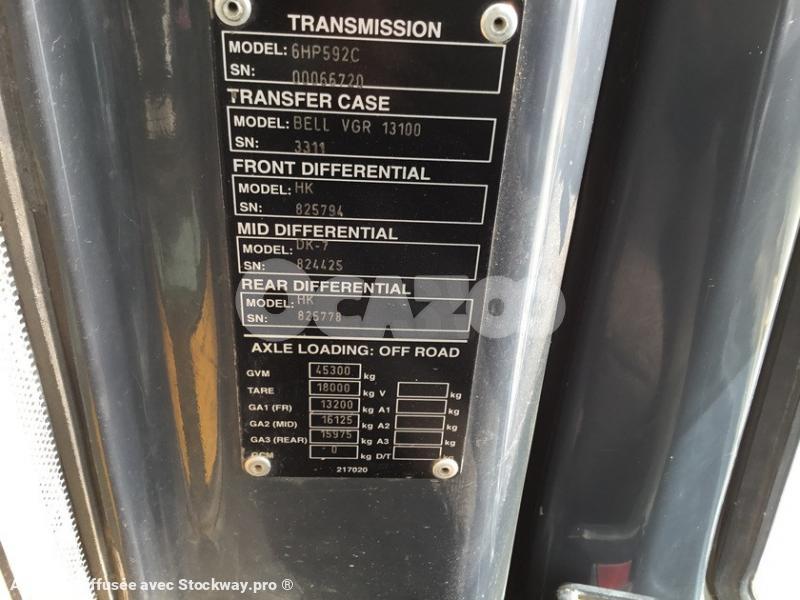 TRANSMISSION
MODEL: 6HP592C
SN: 00066720
TRANSFER CASE
MODEL: BELL VGR 13100
SN: 3311
FRONT DIFFERENTIAL
MODEL: HK
SN: 825794
MID DIFFERENTIAL
MODEL: DK-7
SN: 824425
REAR DIFFERENTIAL
MODEL: HK
SN: 825778
OCAZOO
AXLE LOADING: OFF ROAD
GVM 45300 kg
TARE 18000 kg V kg
GA1 (FR) 13200 kg A1 kg
GA2 (MID) 16125 kg A2 kg
GA3 (REAR) 15975 kg A3 kg
GCM 0 kg D/T kg
217020
diffusée avec Stockway.pro ®